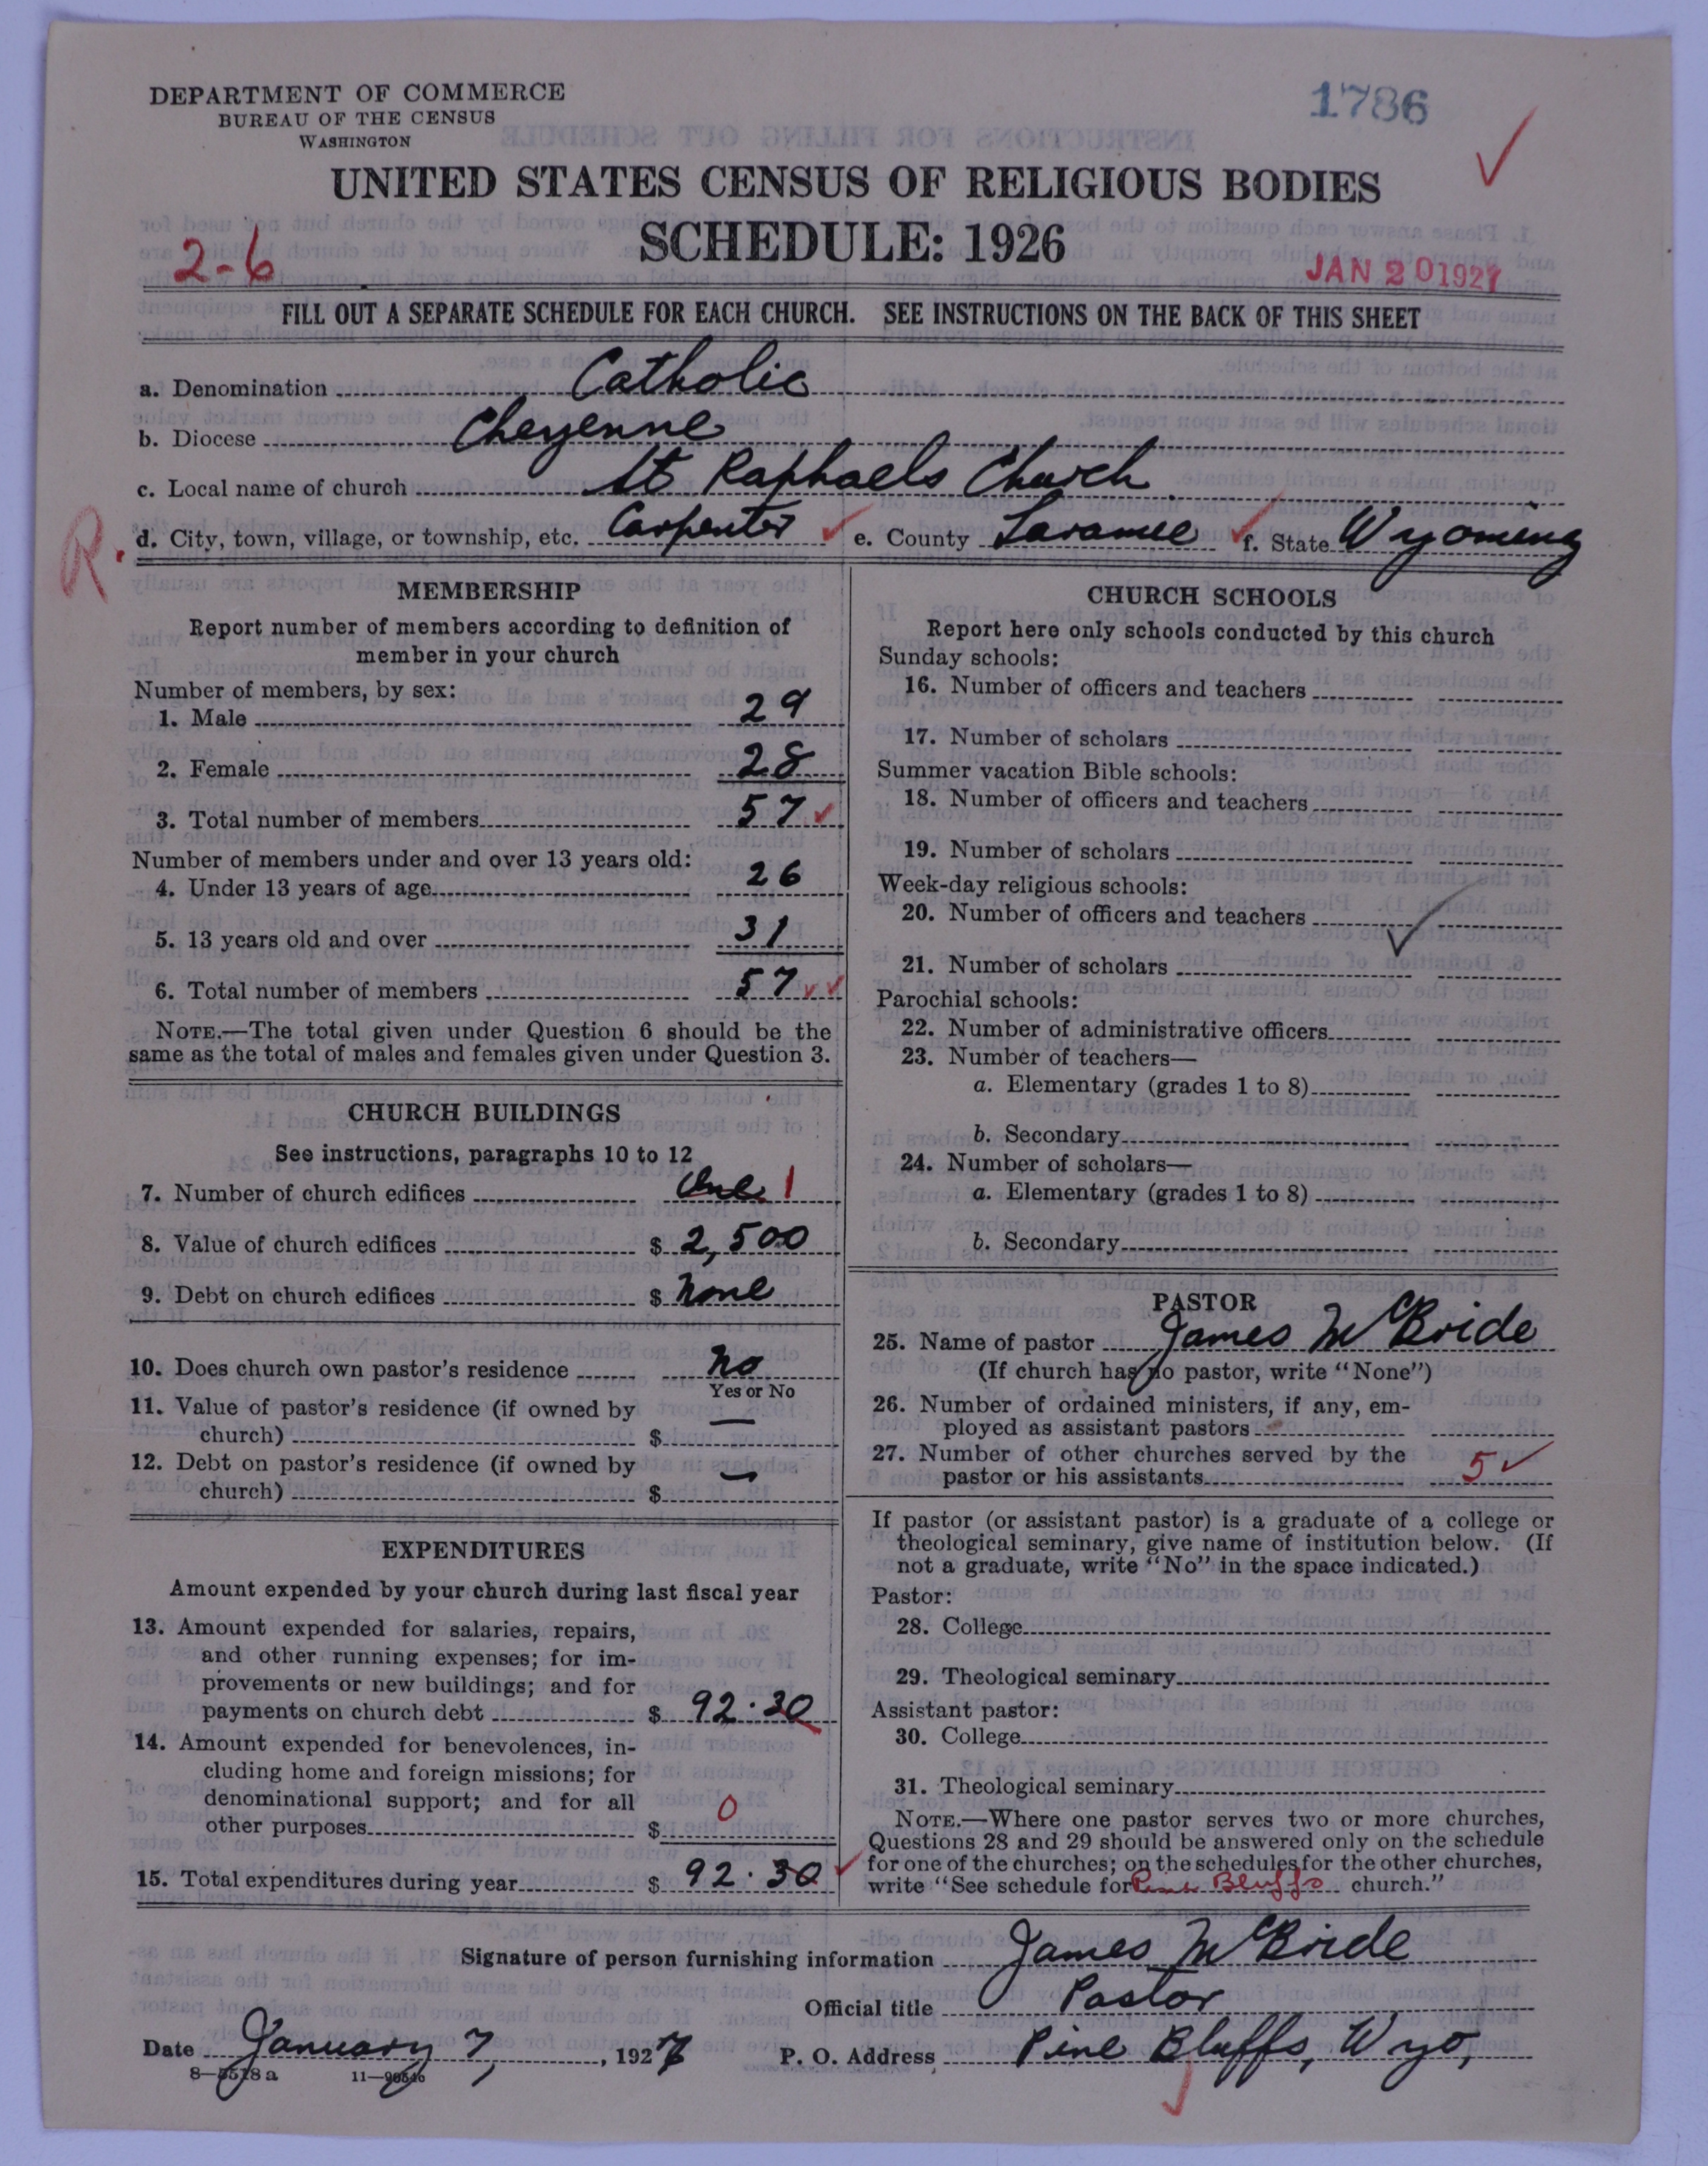 DEPARTMENT OF COMMERCE
BUREAU OF THE CENSUS
WASHINGTON
1786
UNITED STATES CENSUS OF RELIGIOUS BODIES
SCHEDULE: 1926
2-6
JAN 20 1927
FILL OUT A SEPARATE SCHEDULE FOR EACH CHURCH. SEE INSTRUCTIONS ON THE BACK OF THIS SHEET
a. Denomination Catholic
b. Diocese Cheyenne
c. Local name of church St Raphaels Church
R. d. City, town, village, or township, etc. Carpenter e. County Laramee f. State Wyoming
MEMBERSHIP
Report number of members according to definition of
member in your church
Number of members, by sex:
1. Male 29
2. Female 28
3. Total number of members 57
Number of members under and over 13 years old:
4. Under 13 years of age 26
5. 13 years old and over 31
6. Total number of members 57
NOTE.—The total given under Question 6 should be the
same as the total of males and females given under Question 3.
CHURCH BUILDINGS
See instructions, paragraphs 10 to 12
7. Number of church edifices One 1
8. Value of church edifices $ 2,500
9. Debt on church edifices $ None
10. Does church own pastor's residence No
Yes or No
11. Value of pastor's residence (if owned by
church) $ —
12. Debt on pastor's residence (if owned by
church) $ —
EXPENDITURES
Amount expended by your church during last fiscal year
13. Amount expended for salaries, repairs,
and other running expenses; for im-
provements or new buildings; and for
payments on church debt $ 92.30
14. Amount expended for benevolences, in-
cluding home and foreign missions; for
denominational support; and for all
other purposes $ 0
15. Total expenditures during year $ 92.30
CHURCH SCHOOLS
Report here only schools conducted by this church
Sunday schools:
16. Number of officers and teachers
17. Number of scholars
Summer vacation Bible schools:
18. Number of officers and teachers
19. Number of scholars
Week-day religious schools:
20. Number of officers and teachers
21. Number of scholars
Parochial schools:
22. Number of administrative officers
23. Number of teachers—
a. Elementary (grades 1 to 8)
b. Secondary
24. Number of scholars—
a. Elementary (grades 1 to 8)
b. Secondary
PASTOR
25. Name of pastor James McBride
(If church has no pastor, write "None")
26. Number of ordained ministers, if any, em-
ployed as assistant pastors
27. Number of other churches served by the
pastor or his assistants 5
If pastor (or assistant pastor) is a graduate of a college or
theological seminary, give name of institution below. (If
not a graduate, write "No" in the space indicated.)
Pastor:
28. College
29. Theological seminary
Assistant pastor:
30. College
31. Theological seminary
NOTE.—Where one pastor serves two or more churches,
Questions 28 and 29 should be answered only on the schedule
for one of the churches; on the schedules for the other churches,
write "See schedule for Pine Bluffs church."
Signature of person furnishing information James McBride
Official title Pastor
Date January 7, 1927 P. O. Address Pine Bluffs, Wyo,